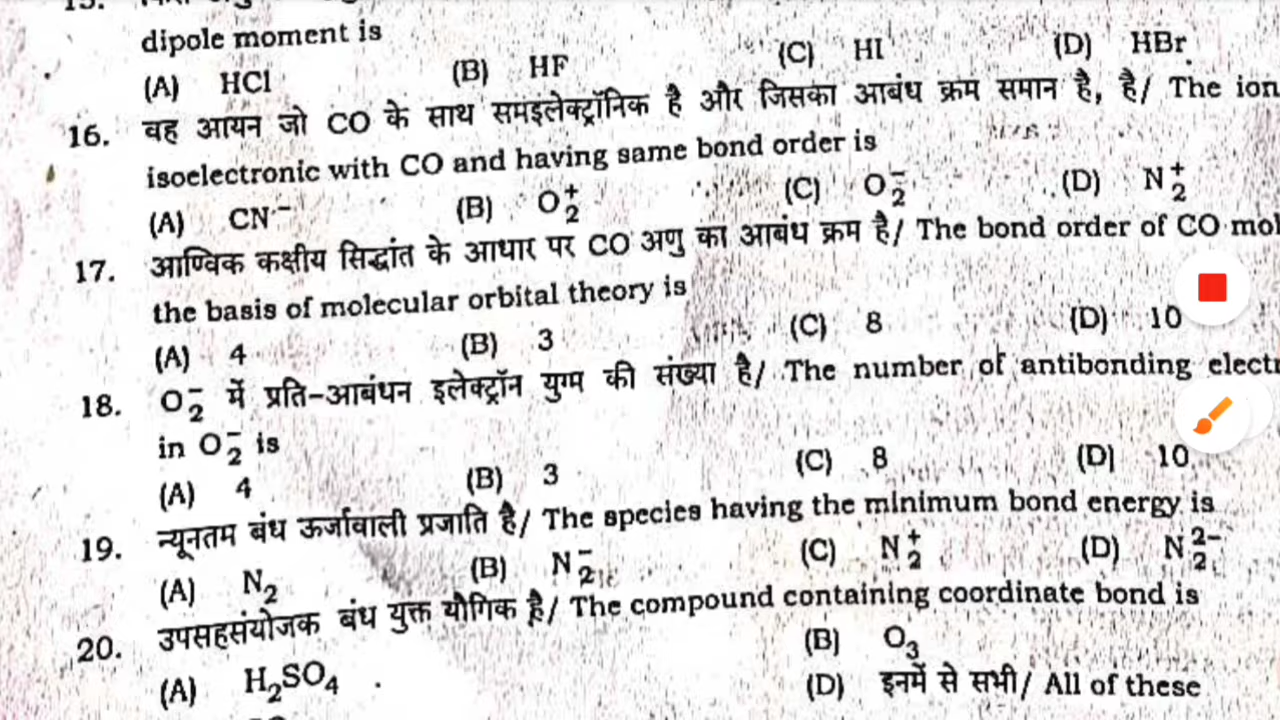 15.
dipole moment is
(A) HCl (B) HF (C) HI (D) HBr
16. वह आयन जो CO के साथ समइलेक्ट्रॉनिक है और जिसका आबंध क्रम समान है, है/ The ion
isoelectronic with CO and having same bond order is
(A) CN⁻ (B) O₂⁺ (C) O₂⁻ (D) N₂⁺
17. आण्विक कक्षीय सिद्धांत के आधार पर CO अणु का आबंध क्रम है/ The bond order of CO mol
the basis of molecular orbital theory is
(A) 4 (B) 3 (C) 8 (D) 10
18. O₂⁻ में प्रति-आबंधन इलेक्ट्रॉन युग्म की संख्या है/ The number of antibonding elect
in O₂⁻ is
(A) 4 (B) 3 (C) 8 (D) 10
19. न्यूनतम बंध ऊर्जावाली प्रजाति है/ The species having the minimum bond energy is
(A) N₂ (B) N₂⁻ (C) N₂⁺ (D) N₂²⁻
20. उपसहसंयोजक बंध युक्त यौगिक है/ The compound containing coordinate bond is
(A) H₂SO₄ (B) O₃
(D) इनमें से सभी/ All of these